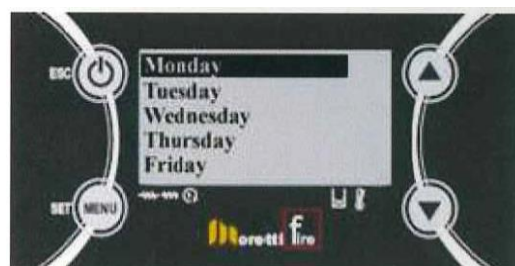 ESC
Monday
Tuesday
Wednesday
Thursday
Friday
SET MENU
Moretti fire